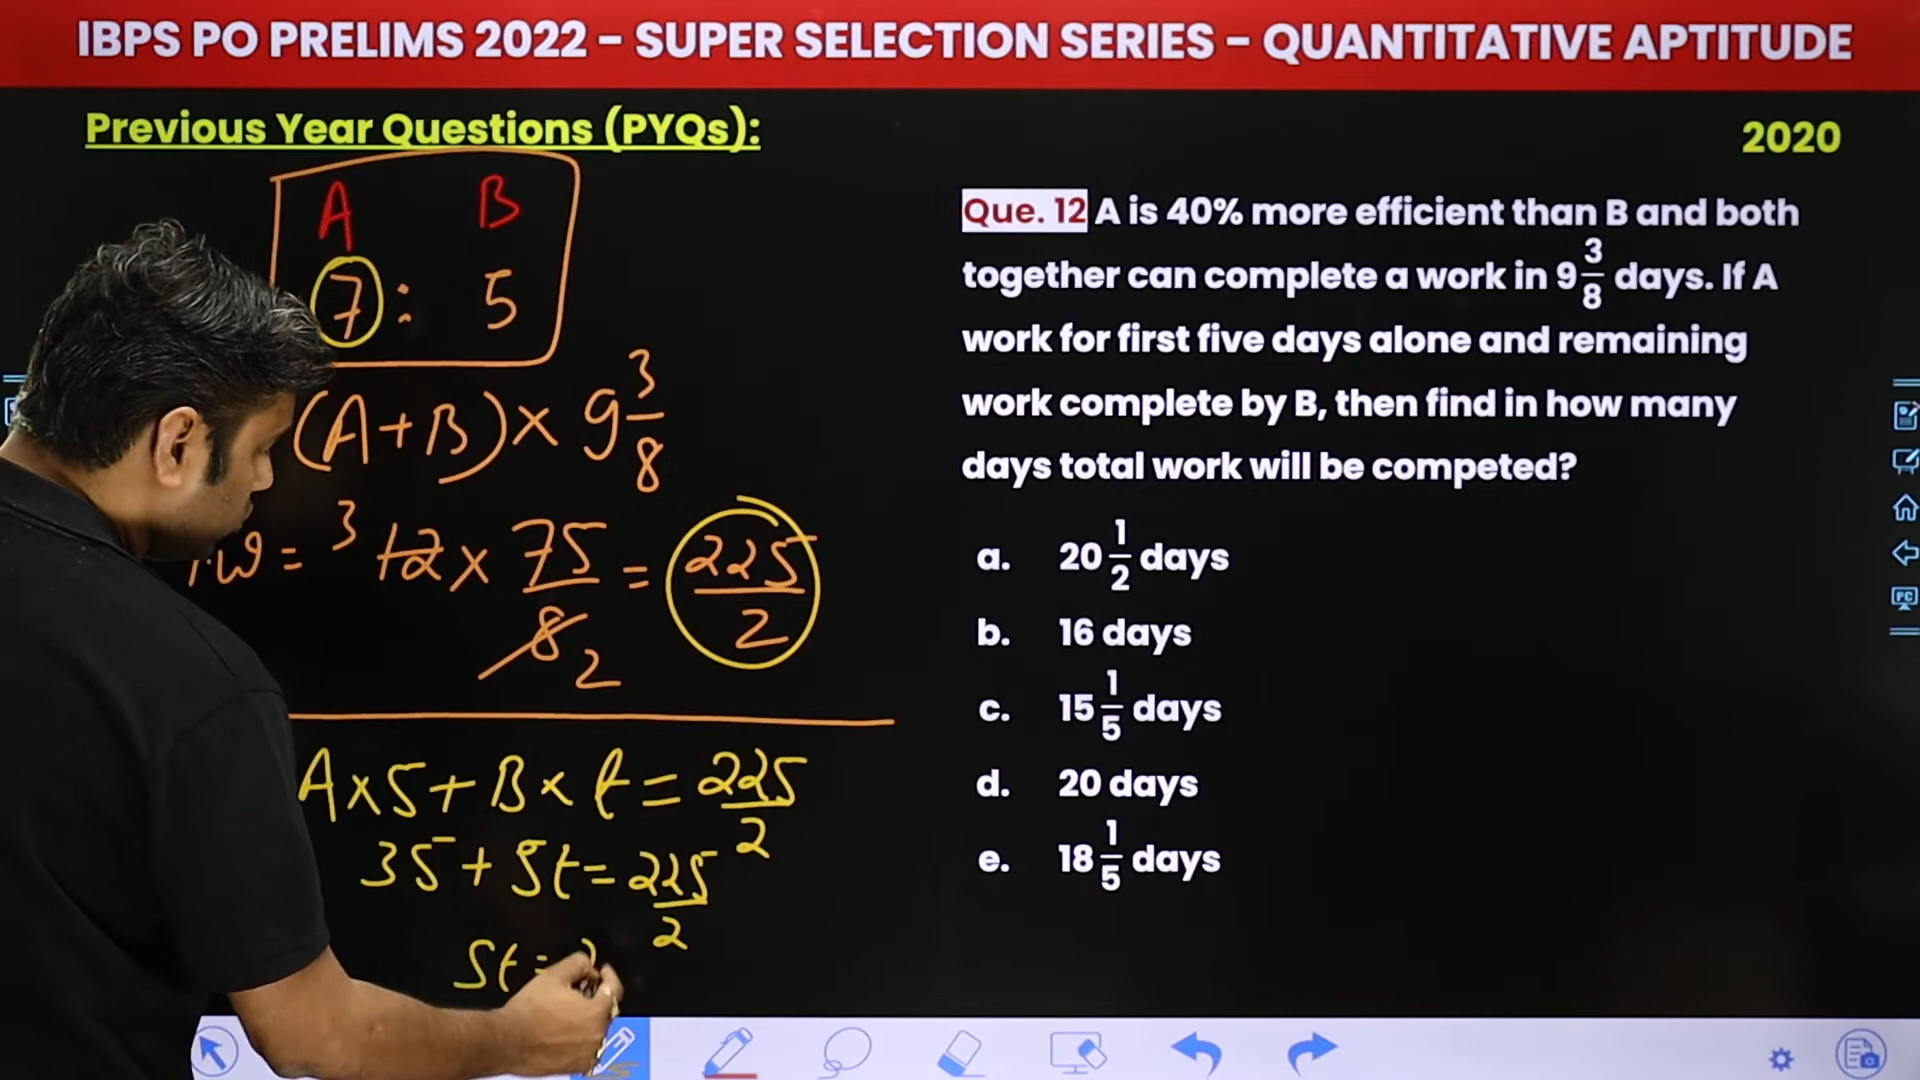 IBPS PO PRELIMS 2022 - SUPER SELECTION SERIES - QUANTITATIVE APTITUDE
Previous Year Questions (PYQs):
2020
A B
7 : 5
(A+B) × 9 3/8
W = 3 12 × 75/8 2 = 225/2
A×5 + B×t = 225/2
35 + 5t = 225/2
5t =
Que. 12 A is 40% more efficient than B and both
together can complete a work in 9 3/8 days. If A
work for first five days alone and remaining
work complete by B, then find in how many
days total work will be competed?
a. 20 1/2 days
b. 16 days
c. 15 1/5 days
d. 20 days
e. 18 1/5 days
PC